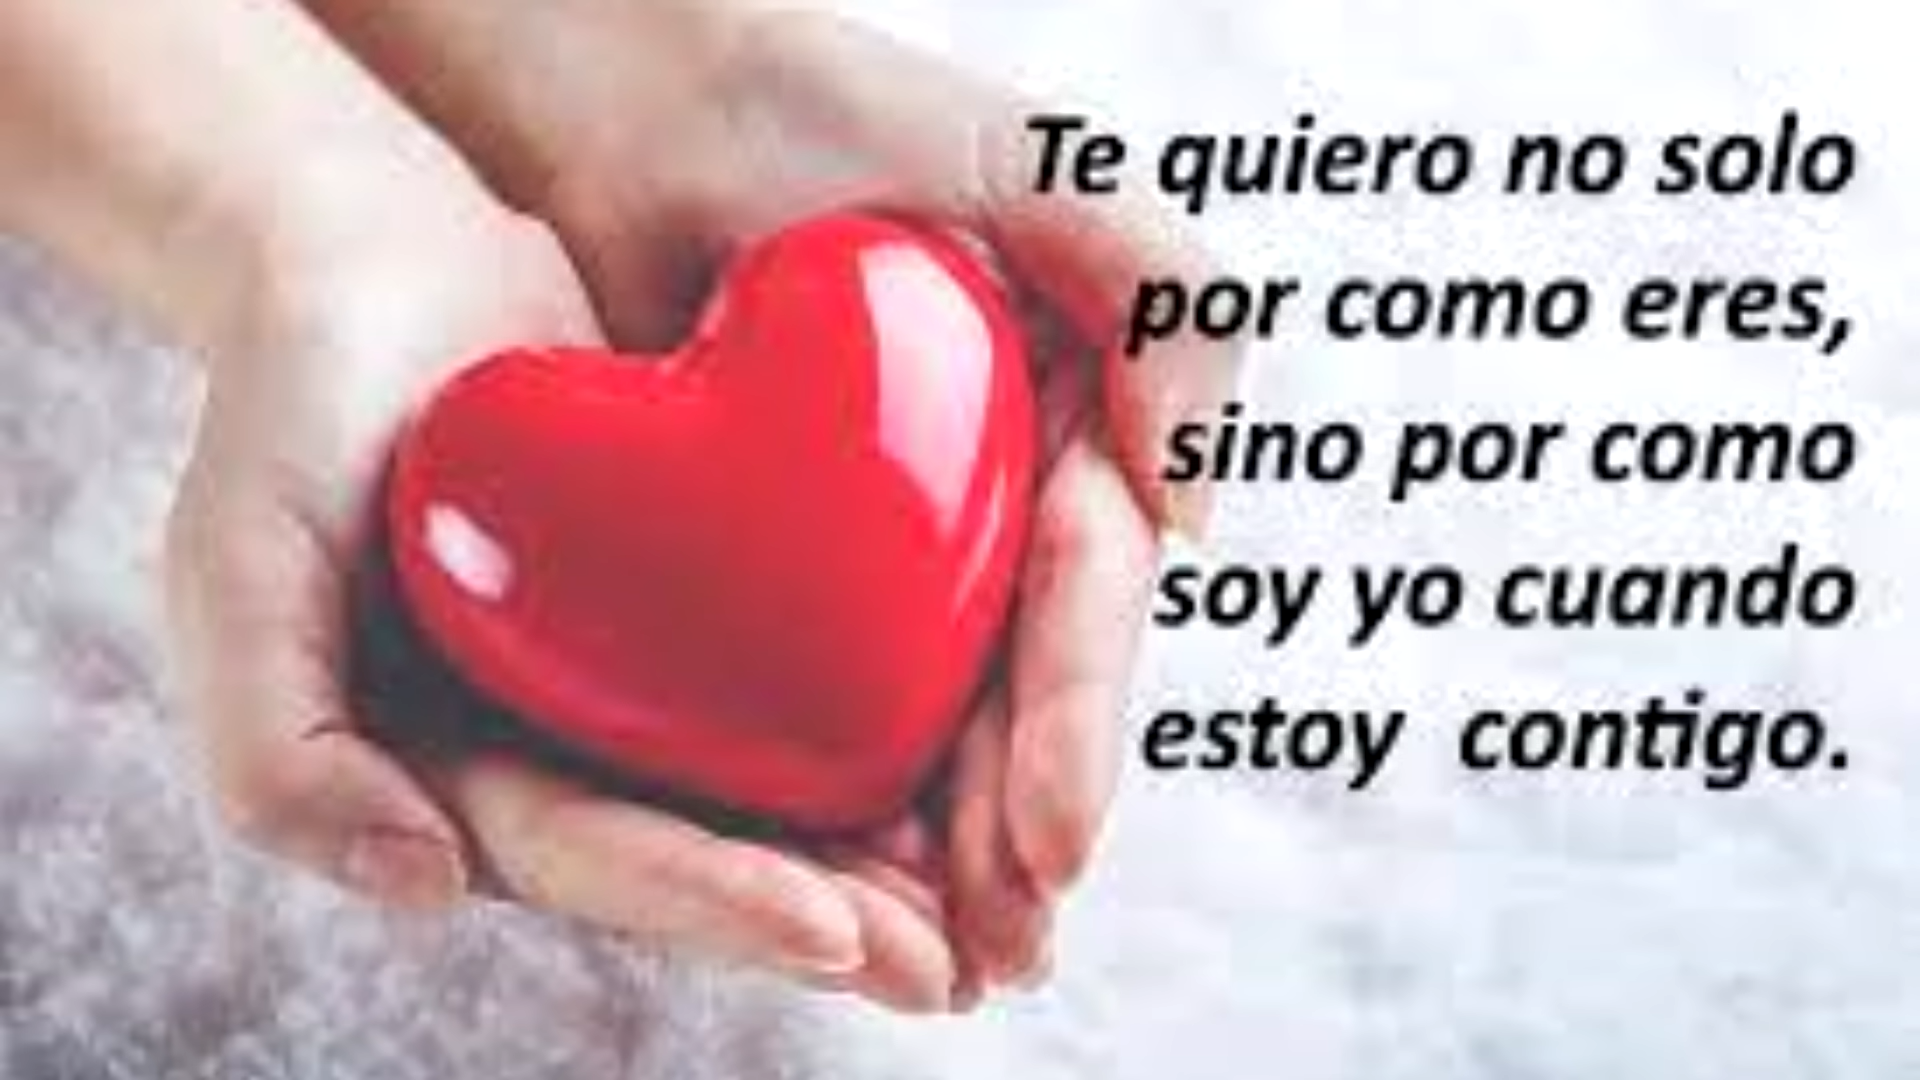 Te quiero no solo
por como eres,
sino por como
soy yo cuando
estoy  contigo.